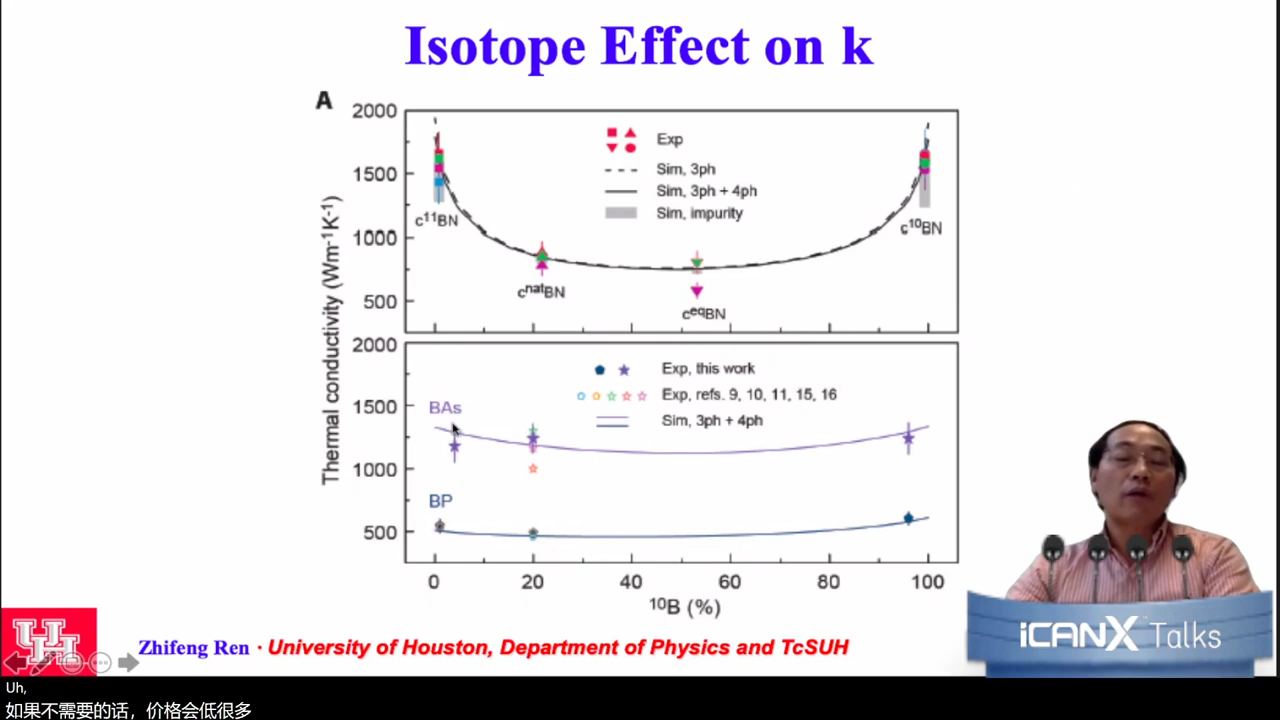 Isotope Effect on k
A
2000
1500
1000
500
Exp
Sim, 3ph
Sim, 3ph + 4ph
Sim, impurity
c¹¹BN
cⁿᵃᵗBN
cᵉqBN
c¹⁰BN
Thermal conductivity (Wm⁻¹K⁻¹)
2000
1500
1000
500
Exp, this work
Exp, refs. 9, 10, 11, 15, 16
Sim, 3ph + 4ph
BAs
BP
0 20 40 60 80 100
¹⁰B (%)
UH
Zhifeng Ren · University of Houston, Department of Physics and TcSUH
iCANX Talks
Uh,
如果不需要的话，价格会低很多